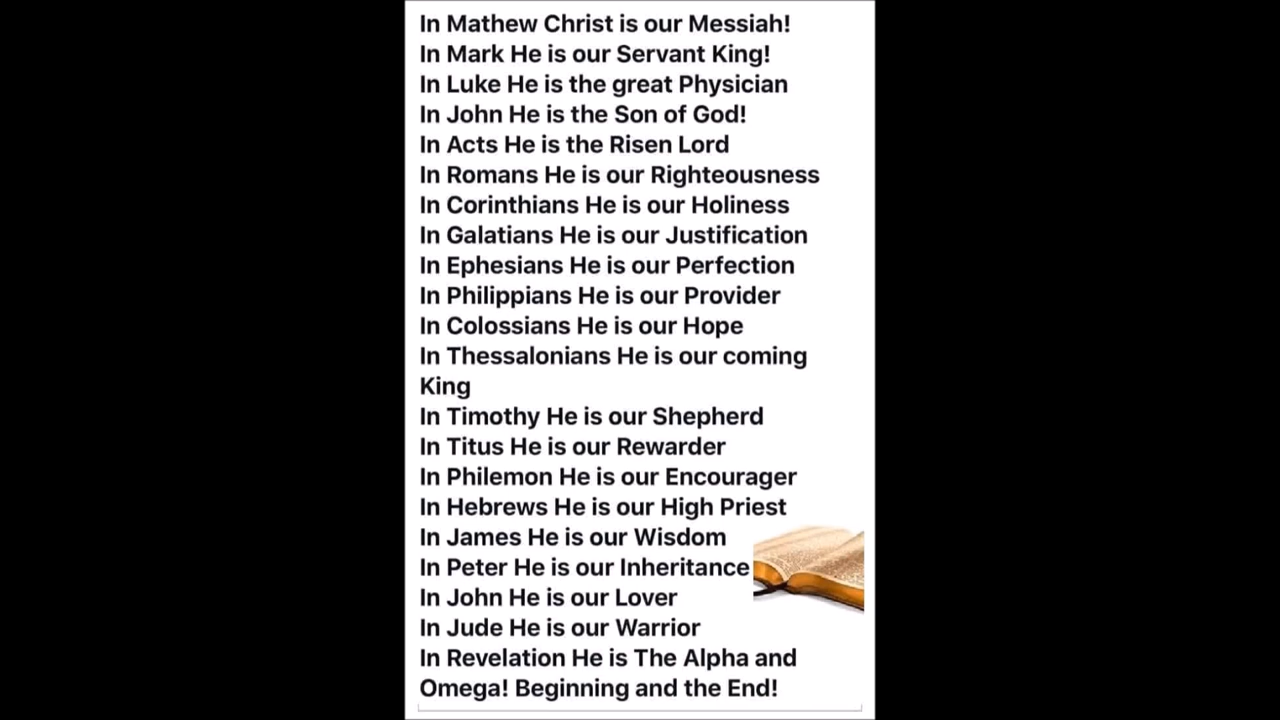 In Mathew Christ is our Messiah!
In Mark He is our Servant King!
In Luke He is the great Physician
In John He is the Son of God!
In Acts He is the Risen Lord
In Romans He is our Righteousness
In Corinthians He is our Holiness
In Galatians He is our Justification
In Ephesians He is our Perfection
In Philippians He is our Provider
In Colossians He is our Hope
In Thessalonians He is our coming
King
In Timothy He is our Shepherd
In Titus He is our Rewarder
In Philemon He is our Encourager
In Hebrews He is our High Priest
In James He is our Wisdom
In Peter He is our Inheritance
In John He is our Lover
In Jude He is our Warrior
In Revelation He is The Alpha and
Omega! Beginning and the End!